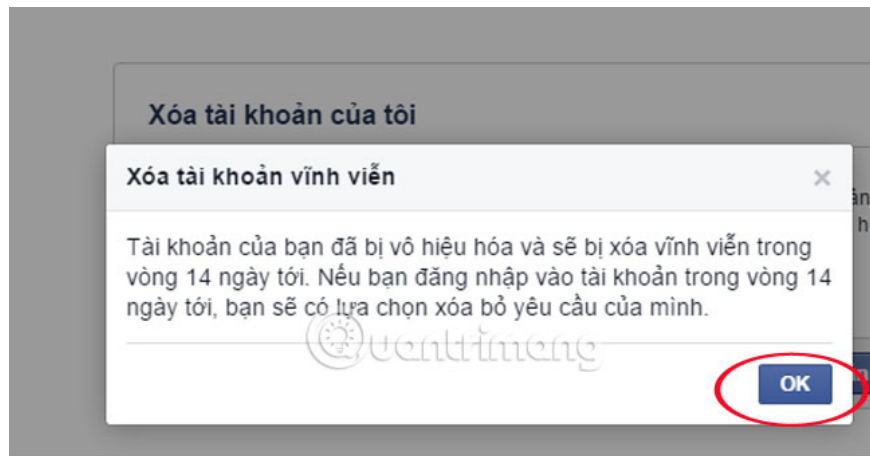 Xóa tài khoản của tôi
Xóa tài khoản vĩnh viễn
Tài khoản của bạn đã bị vô hiệu hóa và sẽ bị xóa vĩnh viễn trong
vòng 14 ngày tới. Nếu bạn đăng nhập vào tài khoản trong vòng 14
ngày tới, bạn sẽ có lựa chọn xóa bỏ yêu cầu của mình.
Quantrimang
OK